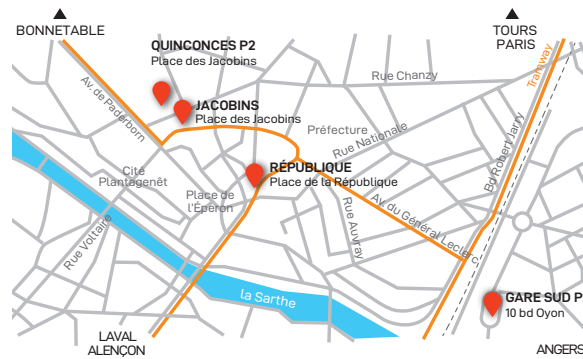 BONNETABLE
TOURS
PARIS
QUINCONCES P2
Place des Jacobins
Av. de Paderborn
JACOBINS
Place des Jacobins
Rue Chanzy
Tramway
Préfecture
Rue Nationale
Bd Robert Jarry
Cité
Plantagenêt
RÉPUBLIQUE
Place de la République
Place de
l'Éperon
Rue Voltaire
Rue Auvray
Av. du Général Leclerc
la Sarthe
GARE SUD P
10 bd Oyon
LAVAL
ALENÇON
ANGERS